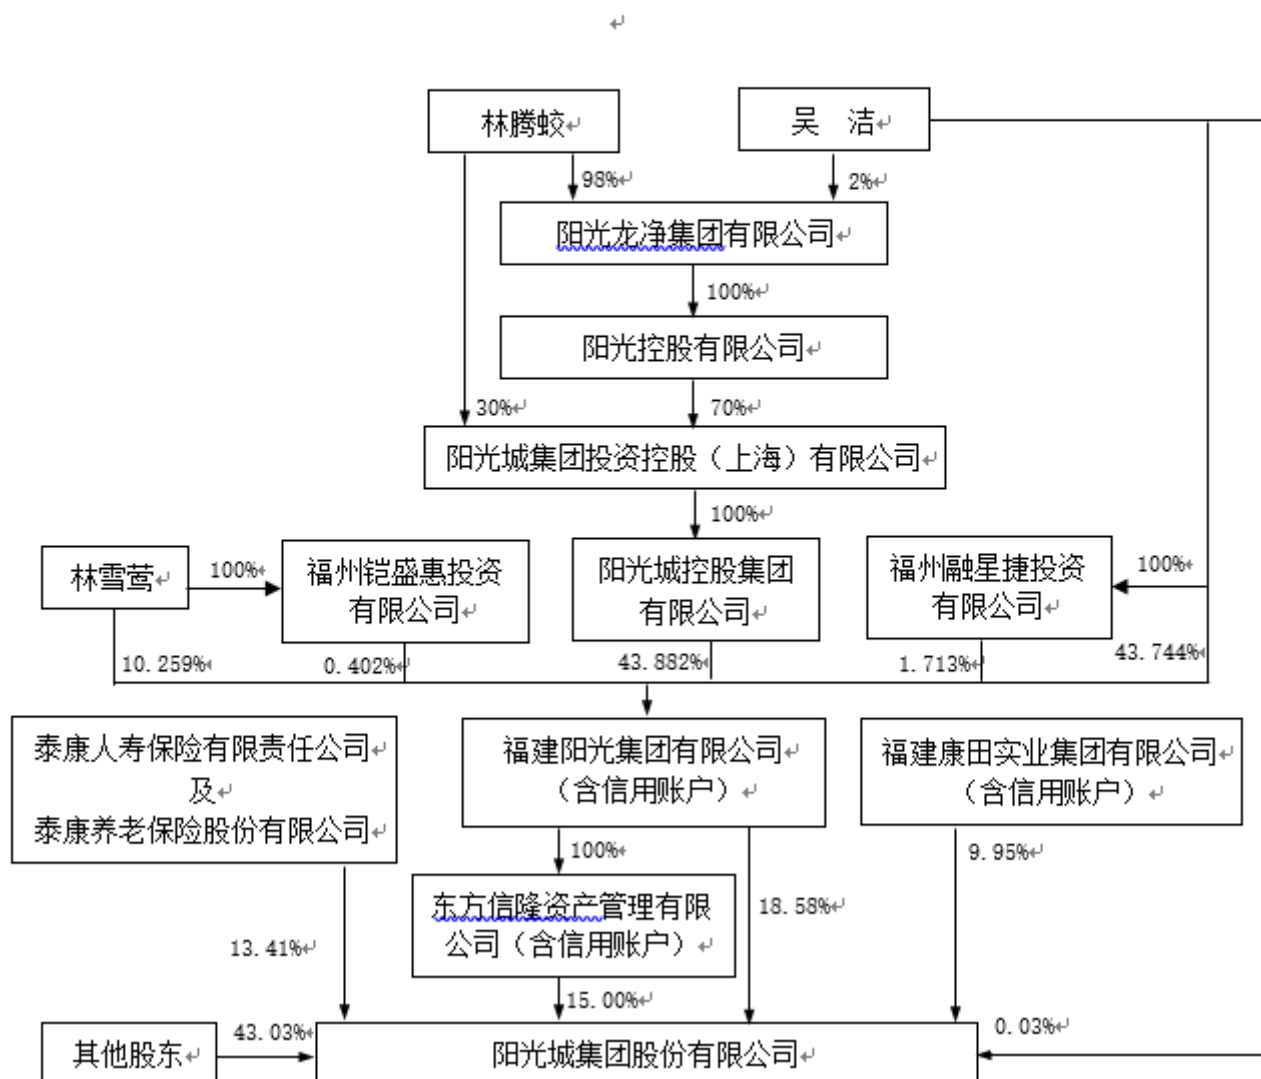 林腾蛟
吴　洁
98%
2%
阳光龙净集团有限公司
100%
阳光控股有限公司
30%
70%
阳光城集团投资控股（上海）有限公司
100%
林雪莺
100%
福州铠盛惠投资
有限公司
阳光城控股集团
有限公司
福州融星捷投资
有限公司
100%
10.259%
0.402%
43.882%
1.713%
43.744%
泰康人寿保险有限责任公司
及
泰康养老保险股份有限公司
福建阳光集团有限公司
（含信用账户）
福建康田实业集团有限公司
（含信用账户）
100%
9.95%
东方信隆资产管理有限
公司（含信用账户）
18.58%
13.41%
15.00%
其他股东
43.03%
阳光城集团股份有限公司
0.03%